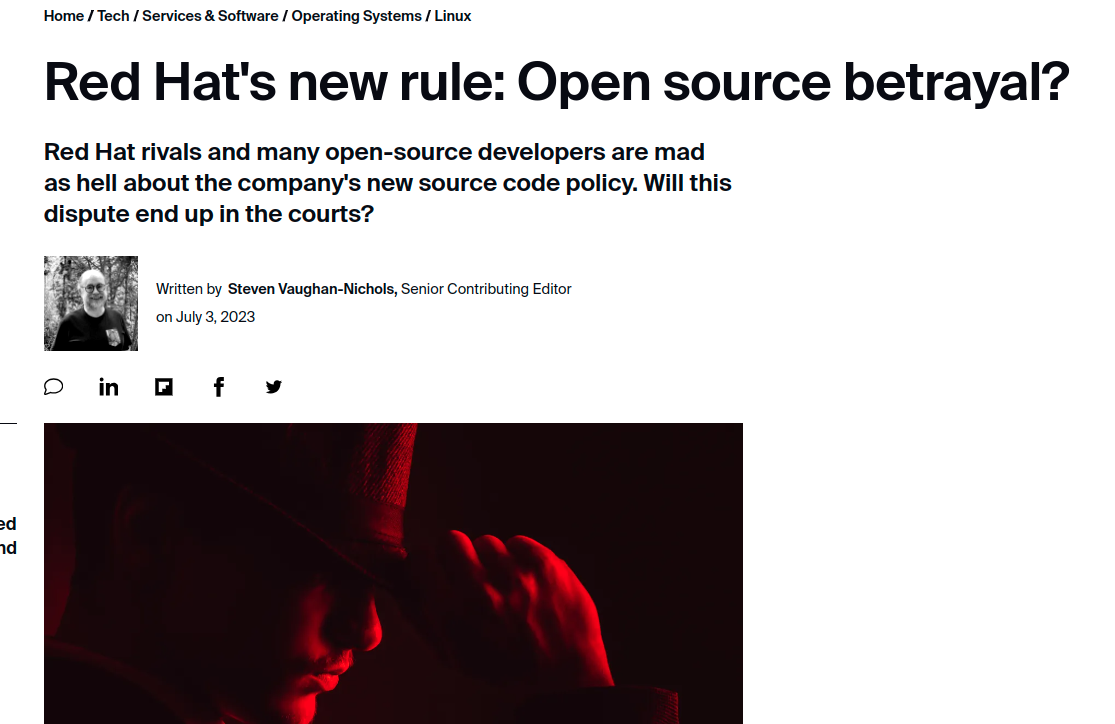 Home / Tech / Services & Software / Operating Systems / Linux
Red Hat's new rule: Open source betrayal?
Red Hat rivals and many open-source developers are mad
as hell about the company's new source code policy. Will this
dispute end up in the courts?
Written by Steven Vaughan-Nichols, Senior Contributing Editor
on July 3, 2023
ed
nd